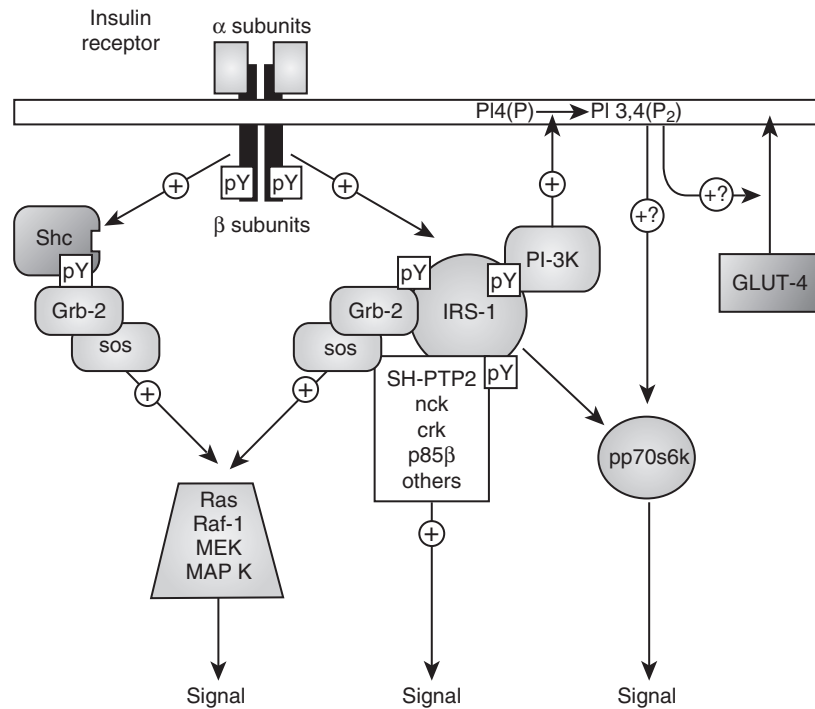 Insulin
receptor
α subunits
PI4(P)
PI 3,4(P₂)
pY
pY
β subunits
+
+
+
+?
+?
Shc
pY
Grb-2
sos
pY
Grb-2
sos
IRS-1
pY
PI-3K
GLUT-4
pY
SH-PTP2
nck
crk
p85β
others
+
+
pp70s6k
Ras
Raf-1
MEK
MAP K
+
Signal
Signal
Signal